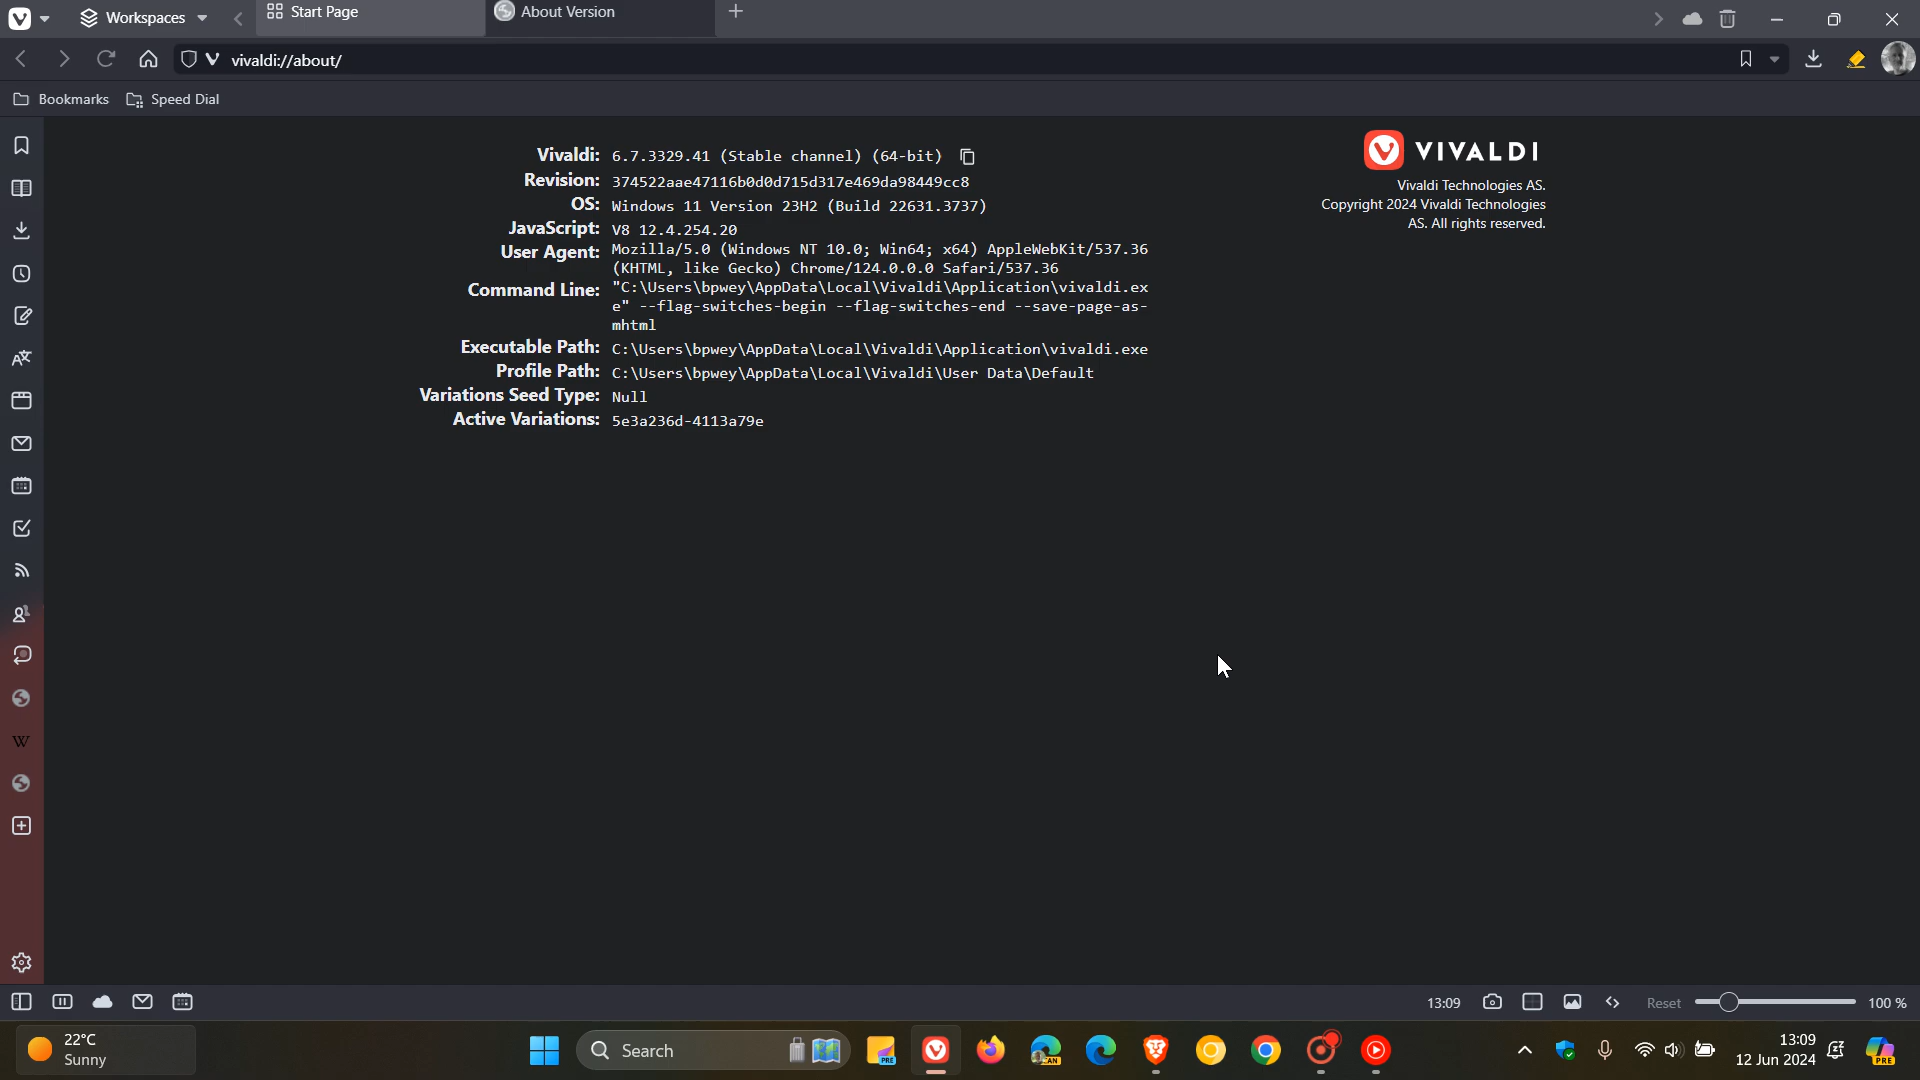 Workspaces
Start Page
About Version
vivaldi://about/
Bookmarks
Speed Dial
VIVALDI
Vivaldi Technologies AS.
Copyright 2024 Vivaldi Technologies
AS. All rights reserved.
Vivaldi: 6.7.3329.41 (Stable channel) (64-bit)
Revision: 374522aae47116b0d0d715d317e469da98449cc8
OS: Windows 11 Version 23H2 (Build 22631.3737)
JavaScript: V8 12.4.254.20
User Agent: Mozilla/5.0 (Windows NT 10.0; Win64; x64) AppleWebKit/537.36
(KHTML, like Gecko) Chrome/124.0.0.0 Safari/537.36
Command Line: "C:\Users\bpwey\AppData\Local\Vivaldi\Application\vivaldi.ex
e" --flag-switches-begin --flag-switches-end --save-page-as-
mhtml
Executable Path: C:\Users\bpwey\AppData\Local\Vivaldi\Application\vivaldi.exe
Profile Path: C:\Users\bpwey\AppData\Local\Vivaldi\User Data\Default
Variations Seed Type: Null
Active Variations: 5e3a236d-4113a79e
W
13:09
Reset
100 %
22°C
Sunny
Search
PRE
CAN
13:09
12 Jun 2024
PRE